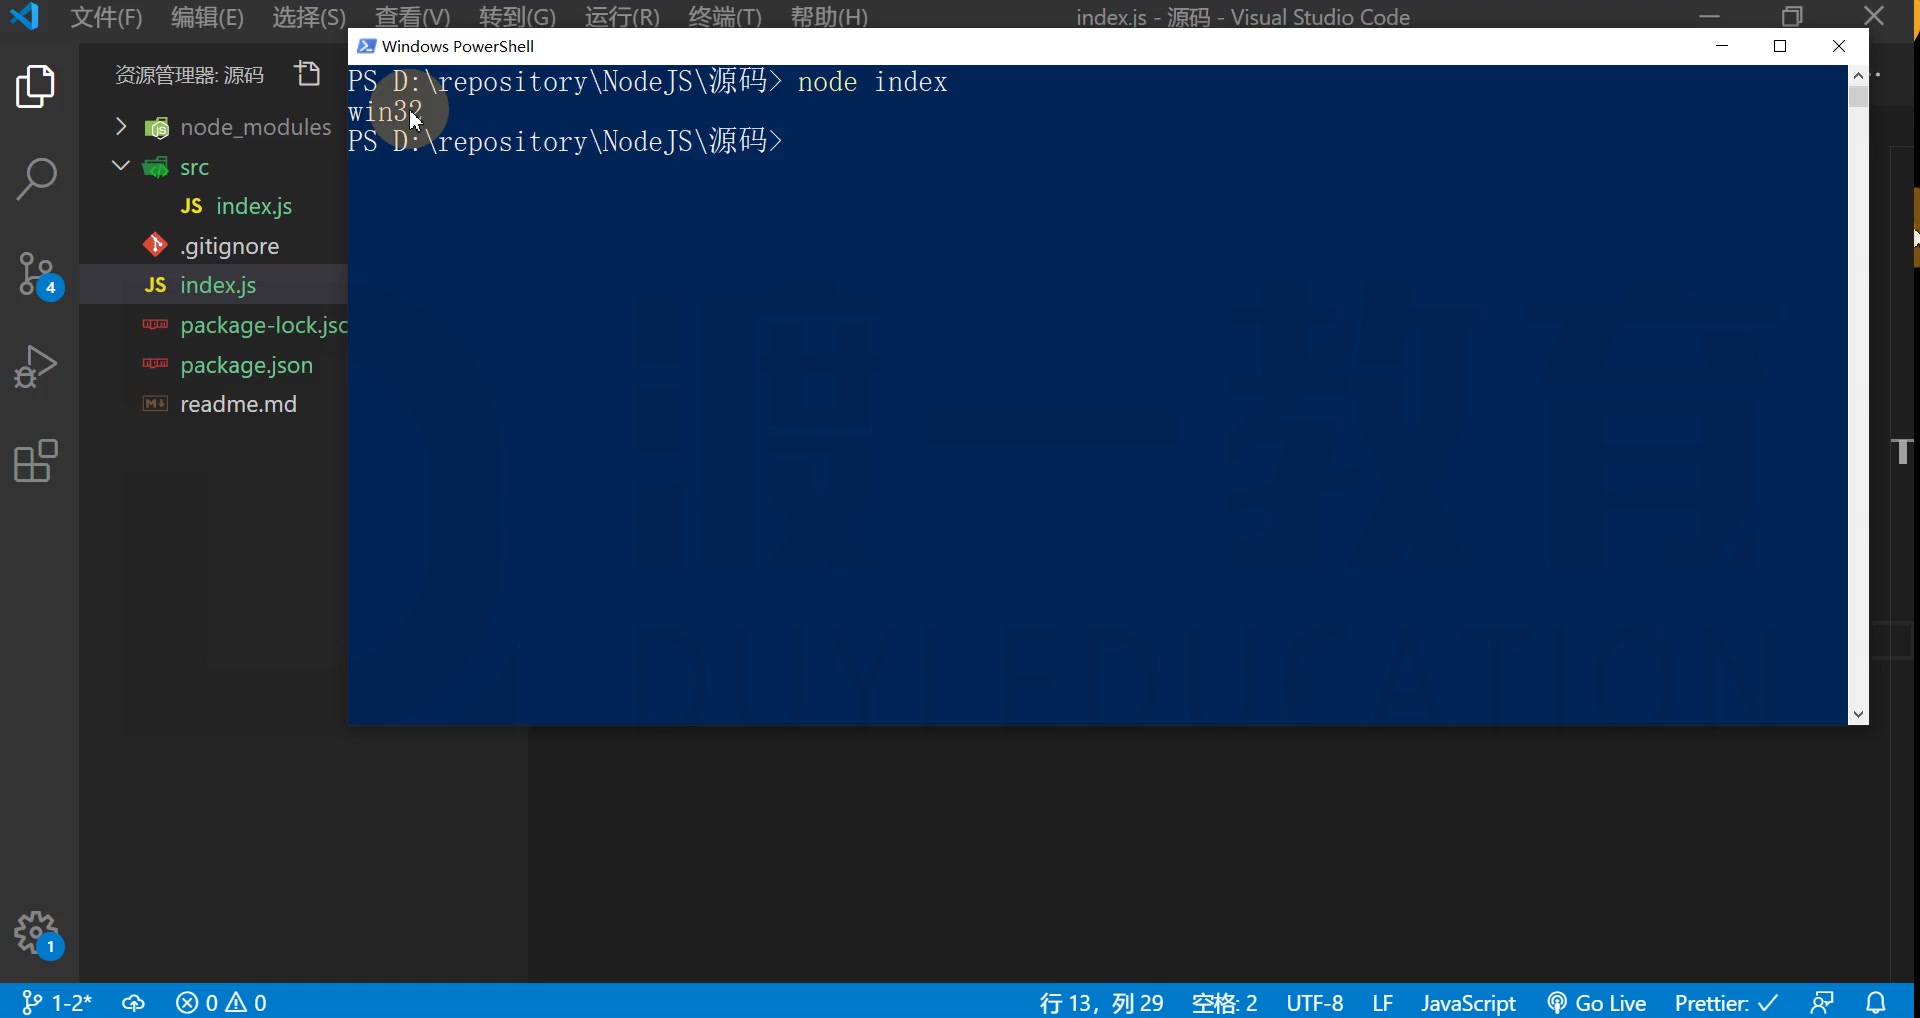 文件(F) 编辑(E) 选择(S) 查看(V) 转到(G) 运行(R) 终端(T) 帮助(H) index.js - 源码 - Visual Studio Code
Windows PowerShell
资源管理器: 源码
node_modules
src
JS index.js
.gitignore
JS index.js
package-lock.jsc
package.json
M↓ readme.md
4
1
PS D:\repository\NodeJS\源码> node index
win32
PS D:\repository\NodeJS\源码>
渡一教育
DUYI EDUCATION
1-2* 0 0 行 13，列 29 空格: 2 UTF-8 LF JavaScript Go Live Prettier: ✓